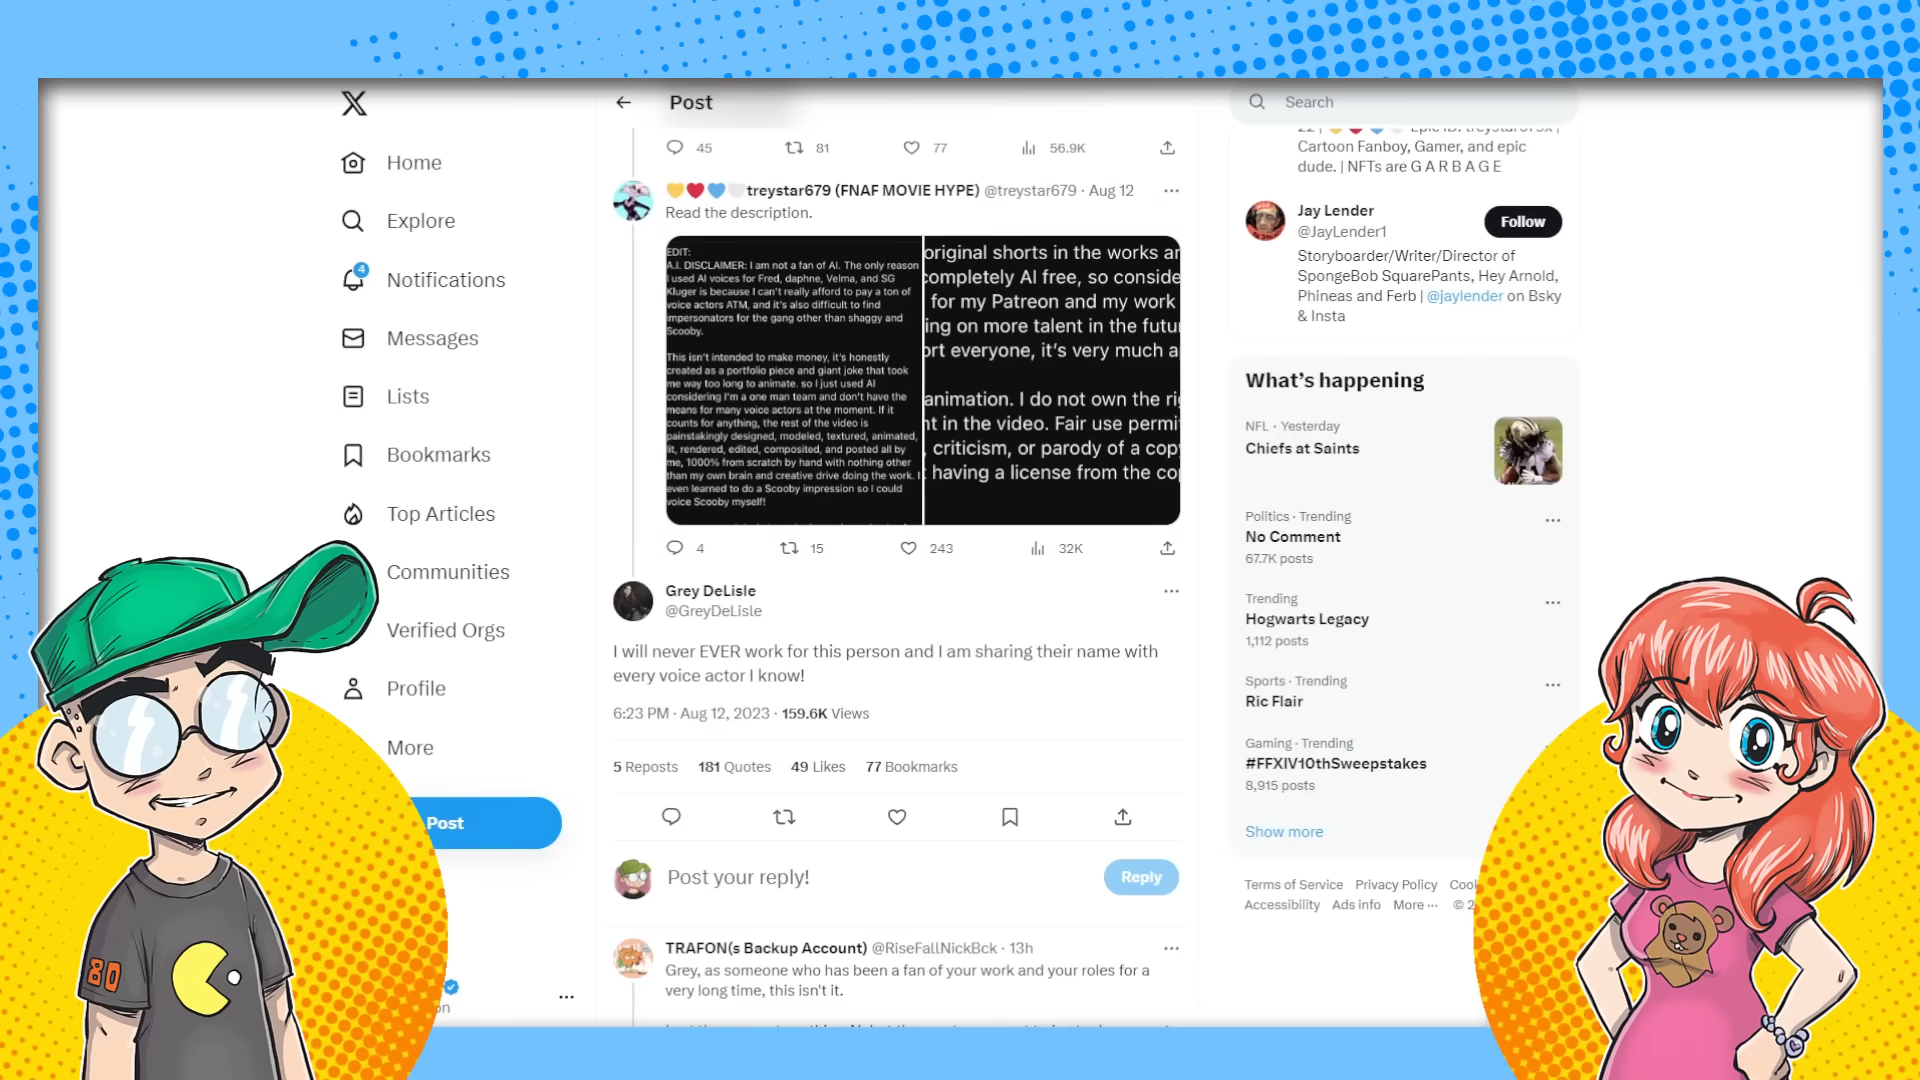 Home
Explore
4
Notifications
Messages
Lists
Bookmarks
Top Articles
Communities
Verified Orgs
Profile
More
Post
Post
45 81 77 56.9K
treystar679 (FNAF MOVIE HYPE) @treystar679 · Aug 12
Read the description.
EDIT:
A.I. DISCLAIMER: I am not a fan of AI. The only reason
I used AI voices for Fred, daphne, Velma, and SG
Kluger is because I can't really afford to pay a ton of
voice actors ATM, and it's also difficult to find
impersonators for the gang other than shaggy and
Scooby.
This isn't intended to make money, it's honestly
created as a portfolio piece and giant joke that took
me way too long to animate. so I just used AI
considering I'm a one man team and don't have the
means for many voice actors at the moment. If it
counts for anything, the rest of the video is
painstakingly designed, modeled, textured, animated,
lit, rendered, edited, composited, and posted all by
me, 1000% from scratch by hand with nothing other
than my own brain and creative drive doing the work. I
even learned to do a Scooby impression so I could
voice Scooby myself!
original shorts in the works ar
completely AI free, so conside
for my Patreon and my work
ing on more talent in the futu
ort everyone, it's very much a
animation. I do not own the ri
nt in the video. Fair use permi
, criticism, or parody of a cop
having a license from the co
4 15 243 32K
Grey DeLisle
@GreyDeLisle
I will never EVER work for this person and I am sharing their name with
every voice actor I know!
6:23 PM · Aug 12, 2023 · 159.6K Views
5 Reposts 181 Quotes 49 Likes 77 Bookmarks
Post your reply!
Reply
TRAFON(s Backup Account) @RiseFallNickBck · 13h
Grey, as someone who has been a fan of your work and your roles for a
very long time, this isn't it.
Search
Cartoon Fanboy, Gamer, and epic
dude. | NFTs are G A R B A G E
Jay Lender
@JayLender1
Follow
Storyboarder/Writer/Director of
SpongeBob SquarePants, Hey Arnold,
Phineas and Ferb | @jaylender on Bsky
& Insta
What's happening
NFL · Yesterday
Chiefs at Saints
Politics · Trending
No Comment
67.7K posts
Trending
Hogwarts Legacy
1,112 posts
Sports · Trending
Ric Flair
Gaming · Trending
#FFXIV10thSweepstakes
8,915 posts
Show more
Terms of Service Privacy Policy Cool
Accessibility Ads info More ··· © 2
80